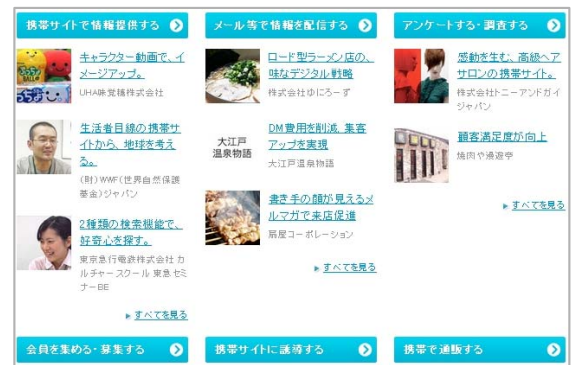 携帯サイトで情報提供する
キャラクター動画で、イ
メージアップ。
UHA味覚糖株式会社
生活者目線の携帯サ
イトから、地球を考え
る。
(財)WWF(世界自然保護
基金)ジャパン
2種類の検索機能で、
好奇心を探す。
東京急行電鉄株式会社 カ
ルチャースクール 東急セミ
ナーBE
すべてを見る
メール等で情報を配信する
ロード型ラーメン店の、
味なデジタル戦略
株式会社ゆにろーず
大江戸
温泉物語
DM費用を削減、集客
アップを実現
大江戸温泉物語
書き手の顔が見えるメ
ルマガで来店促進
扇屋コーポレーション
すべてを見る
アンケートする・調査する
感動を生む、高級ヘア
サロンの携帯サイト。
株式会社トニーアンドガイ
ジャパン
顧客満足度が向上
焼肉や漫遊亭
すべてを見る
会員を集める・募集する
携帯サイトに誘導する
携帯で通販する